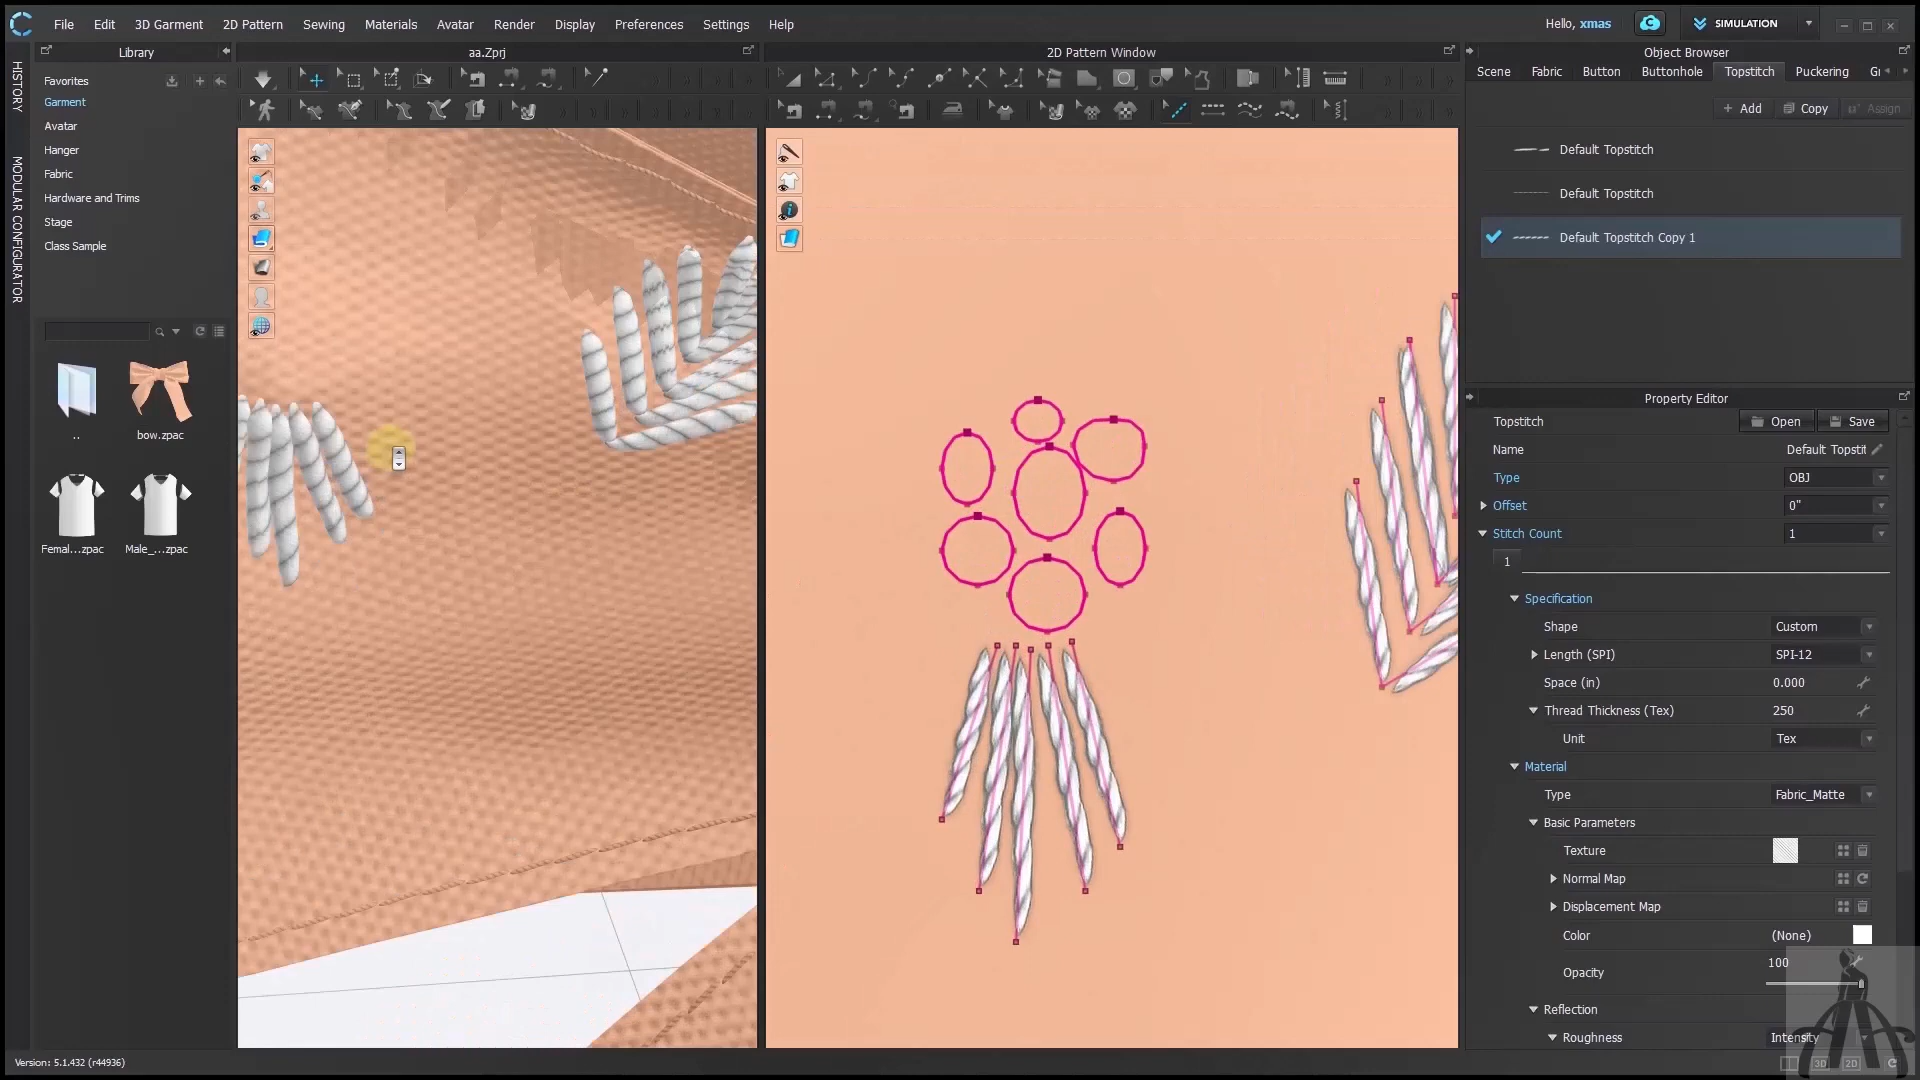 File Edit 3D Garment 2D Pattern Sewing Materials Avatar Render Display Preferences Settings Help
Hello, xmas
SIMULATION
Library
aa.Zprj
2D Pattern Window
Object Browser
HISTORY
MODULAR CONFIGURATOR
Favorites
Garment
Avatar
Hanger
Fabric
Hardware and Trims
Stage
Class Sample
..
bow.zpac
Femal...zpac
Male_...zpac
Scene Fabric Button Buttonhole Topstitch Puckering
Add Copy Assign
Default Topstitch
Default Topstitch
Default Topstitch Copy 1
Property Editor
Topstitch Open Save
Name Default Topstit
Type OBJ
Offset 0"
Stitch Count 1
1
Specification
Shape Custom
Length (SPI) SPI-12
Space (in) 0.000
Thread Thickness (Tex) 250
Unit Tex
Material
Type Fabric_Matte
Basic Parameters
Texture
Normal Map
Displacement Map
Color (None)
Opacity 100
Reflection
Roughness Intensity
Version: 5.1.432 (r44936)
3D 2D